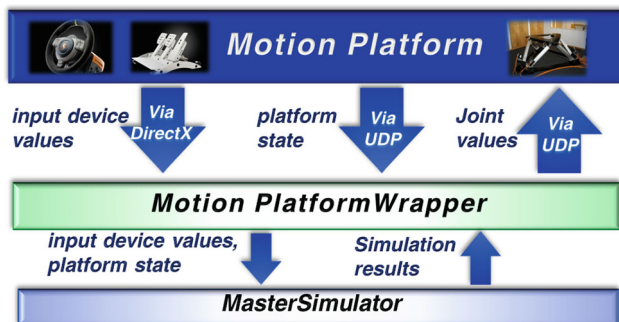 Motion Platform
input device
values
Via
DirectX
platform
state
Via
UDP
Joint
values
Via
UDP
Motion PlatformWrapper
input device values,
platform state
Simulation
results
MasterSimulator